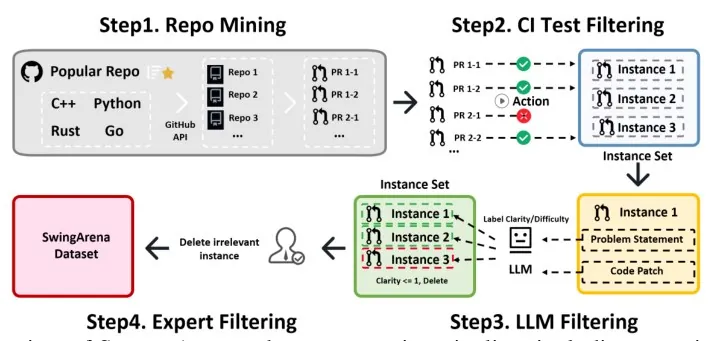 Step1. Repo Mining
Step2. CI Test Filtering
Popular Repo
C++ Python
Rust Go
GitHub
API
Repo 1
Repo 2
Repo 3
...
PR 1-1
PR 1-2
PR 2-1
...
PR 1-1
PR 1-2
Action
PR 2-1
PR 2-2
...
Instance 1
Instance 2
Instance 3
Instance Set
Instance Set
SwingArena
Dataset
Delete irrelevant
instance
Instance 1
Instance 2
Instance 3
Clarity <= 1, Delete
Label Clarity/Difficulty
LLM
Instance 1
Problem Statement
Code Patch
Step4. Expert Filtering
Step3. LLM Filtering